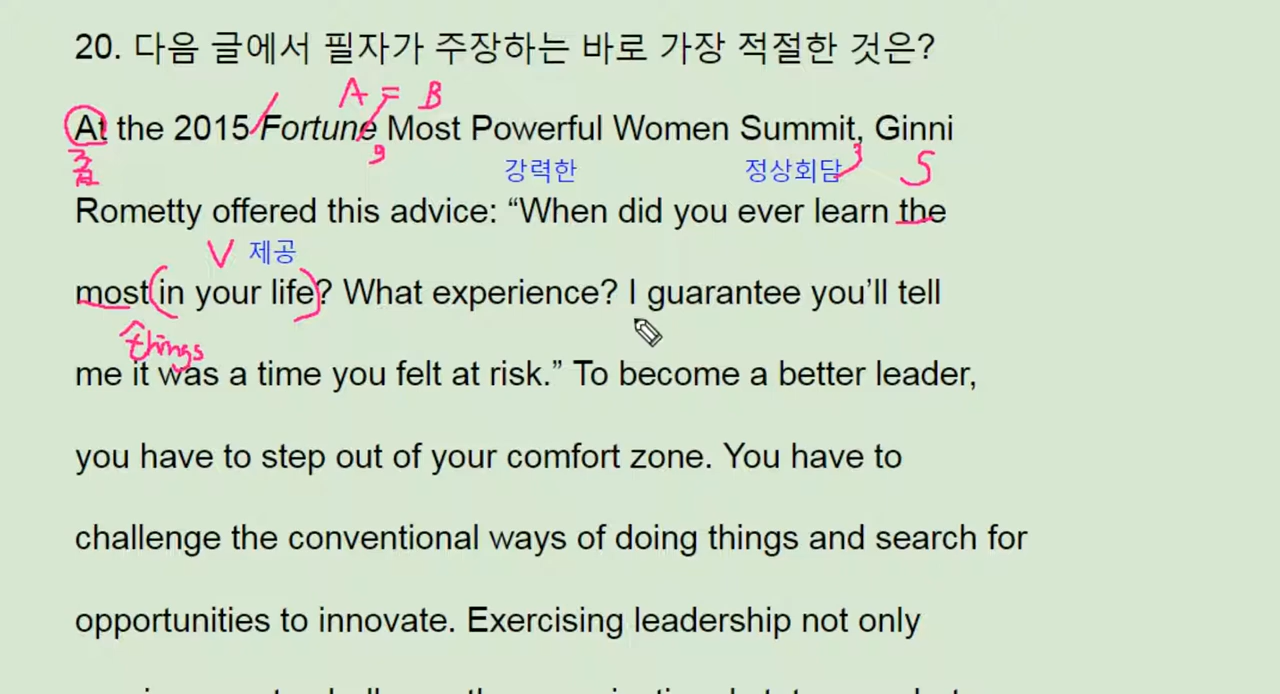 20. 다음 글에서 필자가 주장하는 바로 가장 적절한 것은?
A = B
At the 2015 Fortune Most Powerful Women Summit, Ginni
강력한 정상회담 S
Rometty offered this advice: “When did you ever learn the
V 제공
most in your life? What experience? I guarantee you’ll tell
things
me it was a time you felt at risk.” To become a better leader,
you have to step out of your comfort zone. You have to
challenge the conventional ways of doing things and search for
opportunities to innovate. Exercising leadership not only